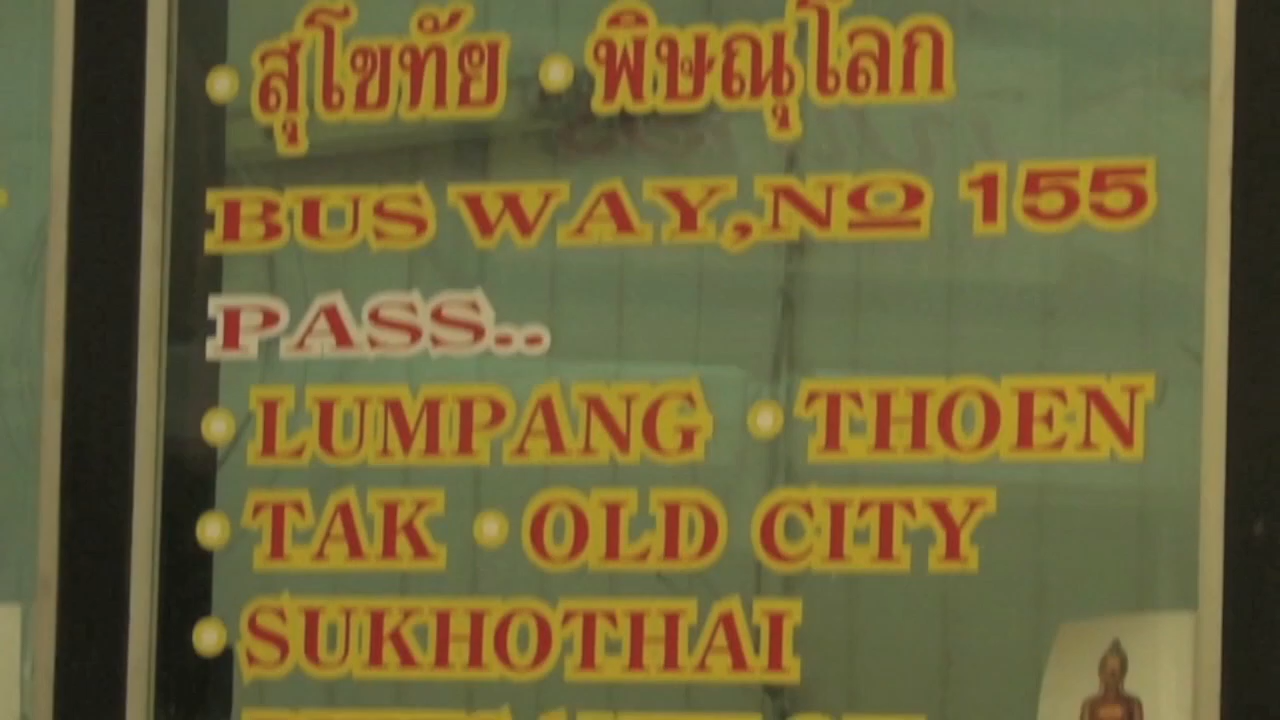 • สุโขทัย • พิษณุโลก
BUS WAY,Nº 155
PASS..
• LUMPANG • THOEN
• TAK • OLD CITY
• SUKHOTHAI